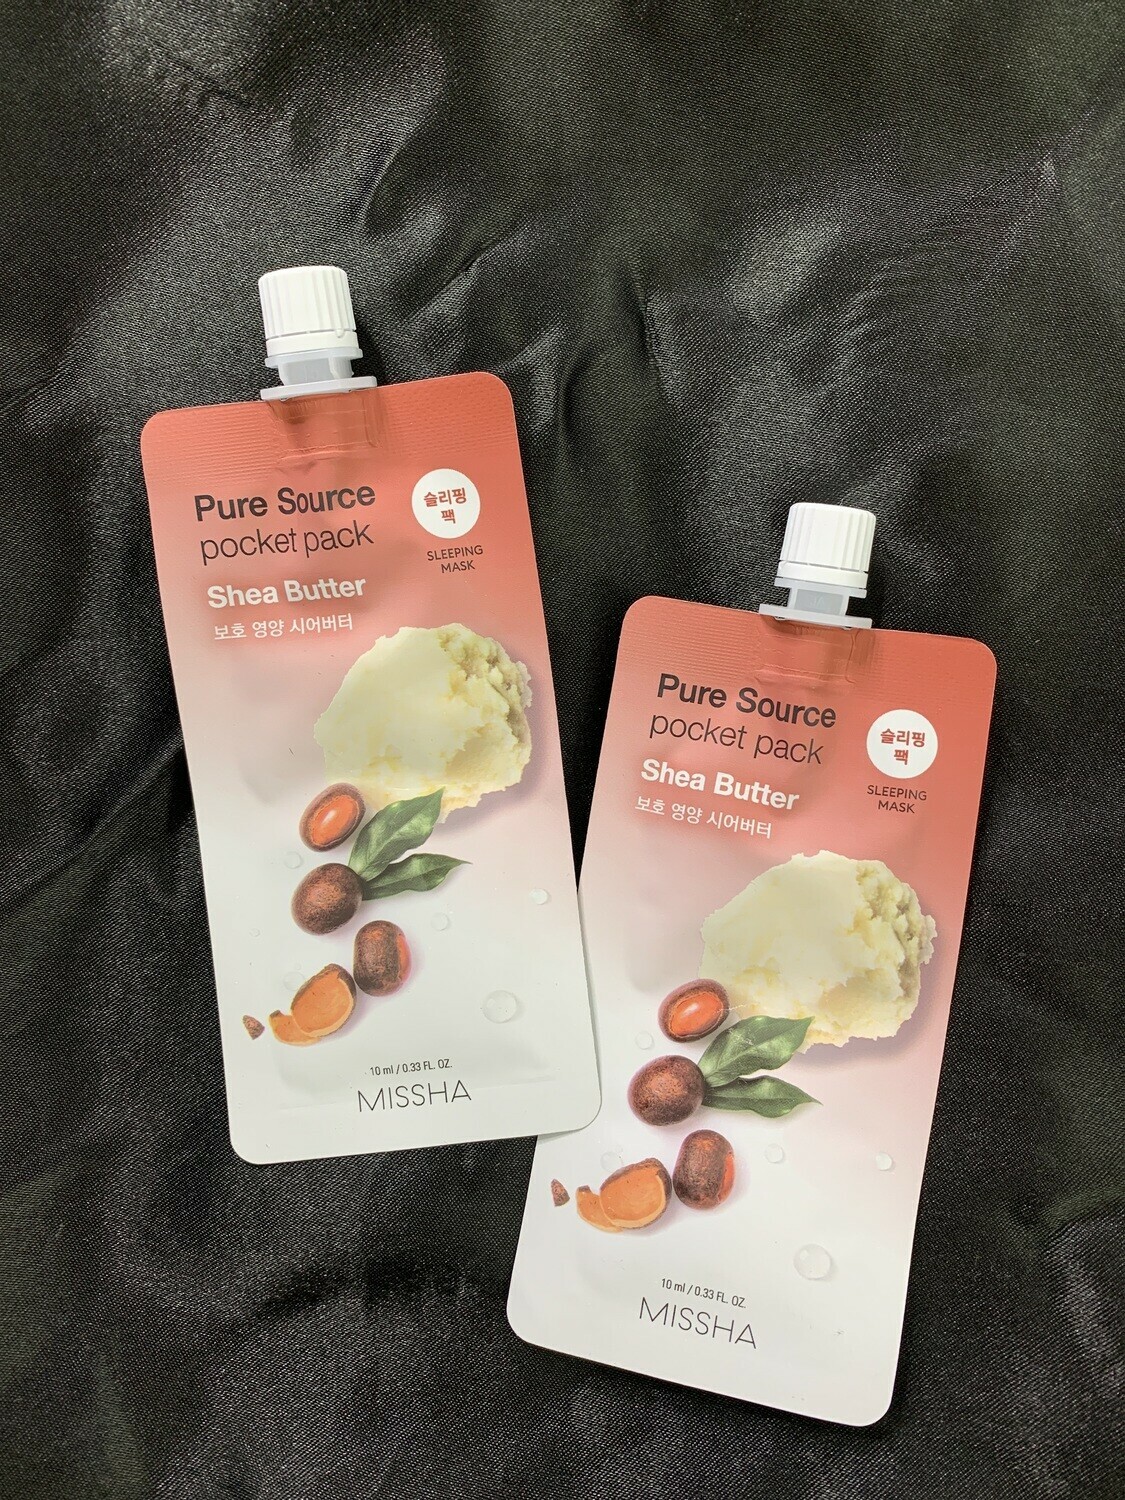 Pure Source
pocket pack
Shea Butter
보호 영양 시어버터
슬리핑
팩
SLEEPING
MASK
10 ml / 0.33 FL. OZ.
MISSHA
Pure Source
pocket pack
Shea Butter
보호 영양 시어버터
슬리핑
팩
SLEEPING
MASK
10 ml / 0.33 FL. OZ.
MISSHA